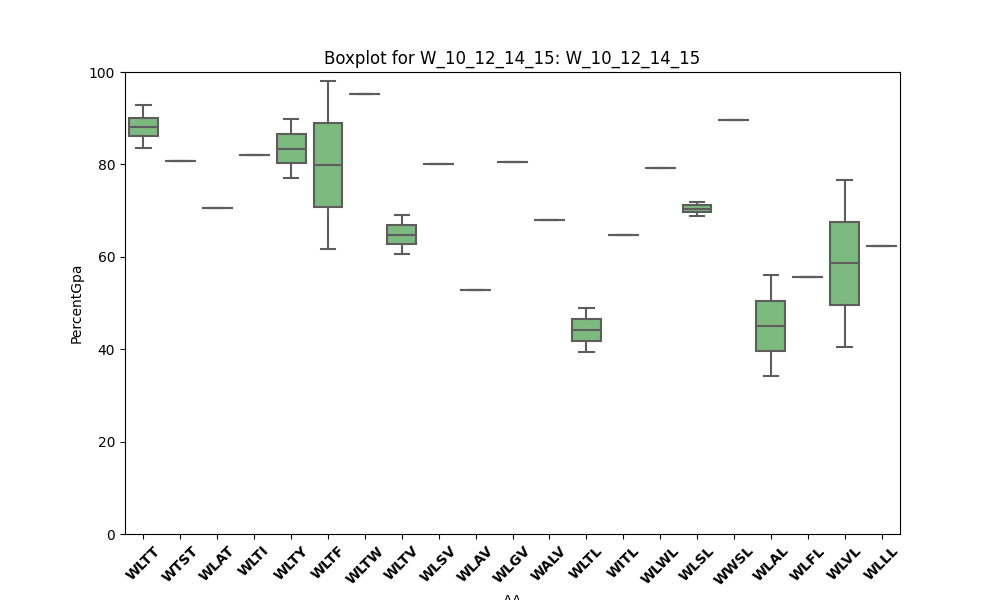 Boxplot for W_10_12_14_15: W_10_12_14_15
PercentGpa
100
80
60
40
20
0
WLTT
WTST
WLAT
WLTI
WLTY
WLTF
WLTW
WLTV
WLSV
WLAV
WLGV
WALV
WLTL
WITL
WLWL
WLSL
WWSL
WLAL
WLFL
WLVL
WLLL
AA